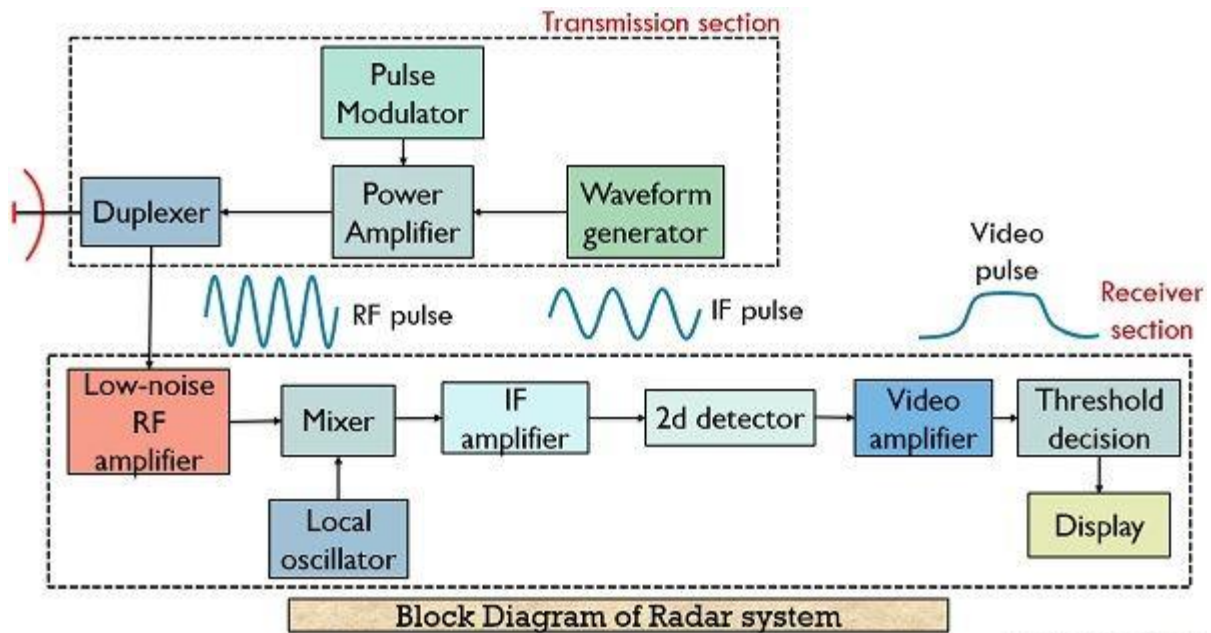 Transmission section
Pulse
Modulator
Duplexer
Power
Amplifier
Waveform
generator
RF pulse
IF pulse
Video
pulse
Receiver
section
Low-noise
RF
amplifier
Mixer
IF
amplifier
2d detector
Video
amplifier
Threshold
decision
Local
oscillator
Display
Block Diagram of Radar system